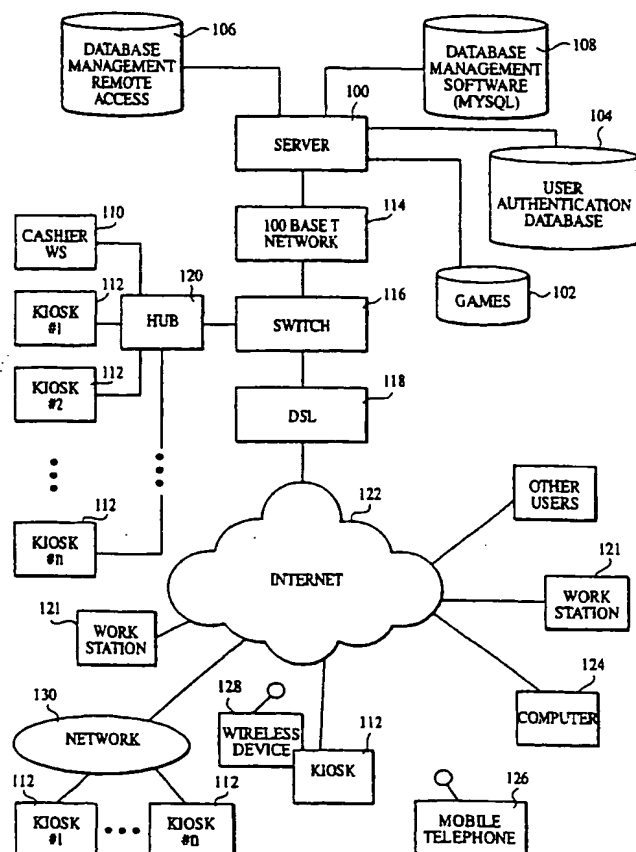 106
DATABASE
MANAGEMENT
REMOTE
ACCESS
108
DATABASE
MANAGEMENT
SOFTWARE
(MYSQL)
100
SERVER
104
USER
AUTHENTICATION
DATABASE
110
CASHIER
WS
114
100 BASE T
NETWORK
102
GAMES
112
KIOSK
#1
120
HUB
116
SWITCH
112
KIOSK
#2
118
DSL
112
KIOSK
#n
122
INTERNET
OTHER
USERS
121
WORK
STATION
121
WORK
STATION
124
COMPUTER
130
NETWORK
128
WIRELESS
DEVICE
112
KIOSK
112
KIOSK
#1
112
KIOSK
#n
126
MOBILE
TELEPHONE